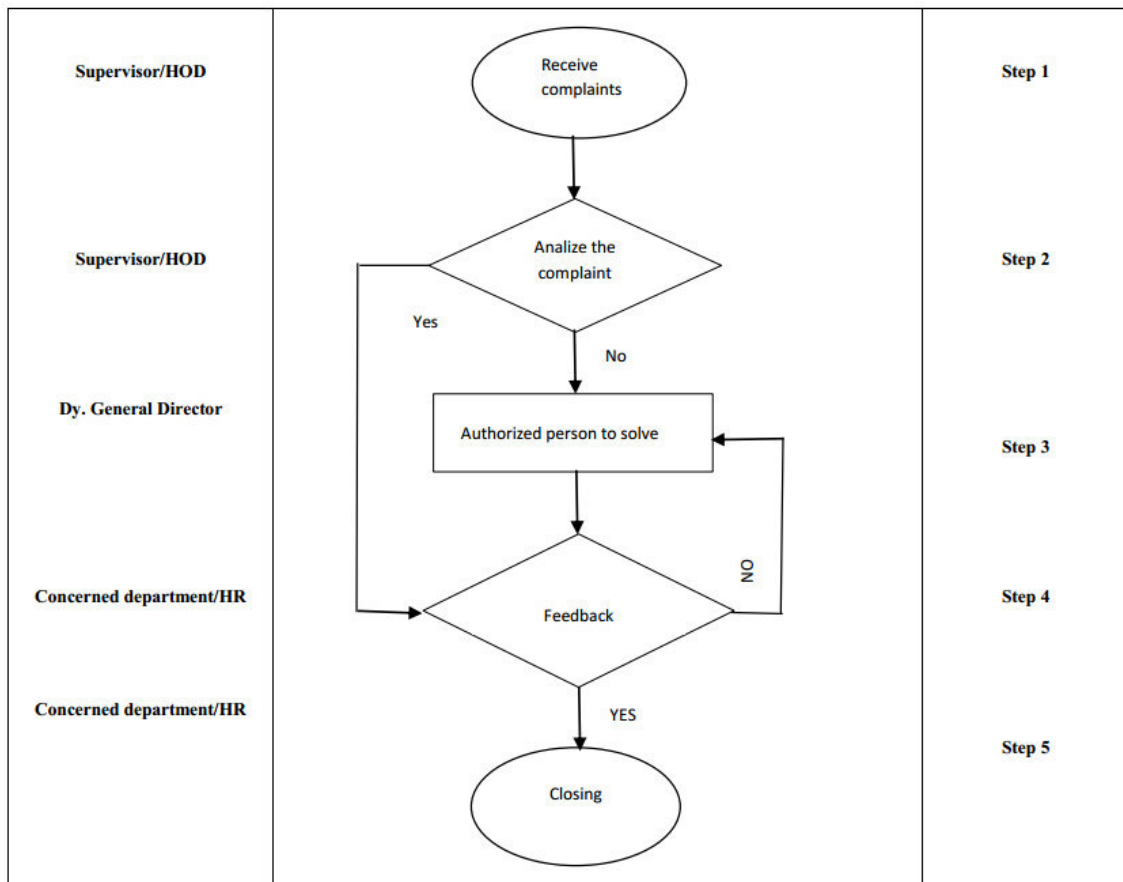 Supervisor/HOD
Receive
complaints
Step 1
Supervisor/HOD
Analize the
complaint
Step 2
Yes
No
Dy. General Director
Authorized person to solve
Step 3
NO
Concerned department/HR
Feedback
Step 4
Concerned department/HR
YES
Step 5
Closing